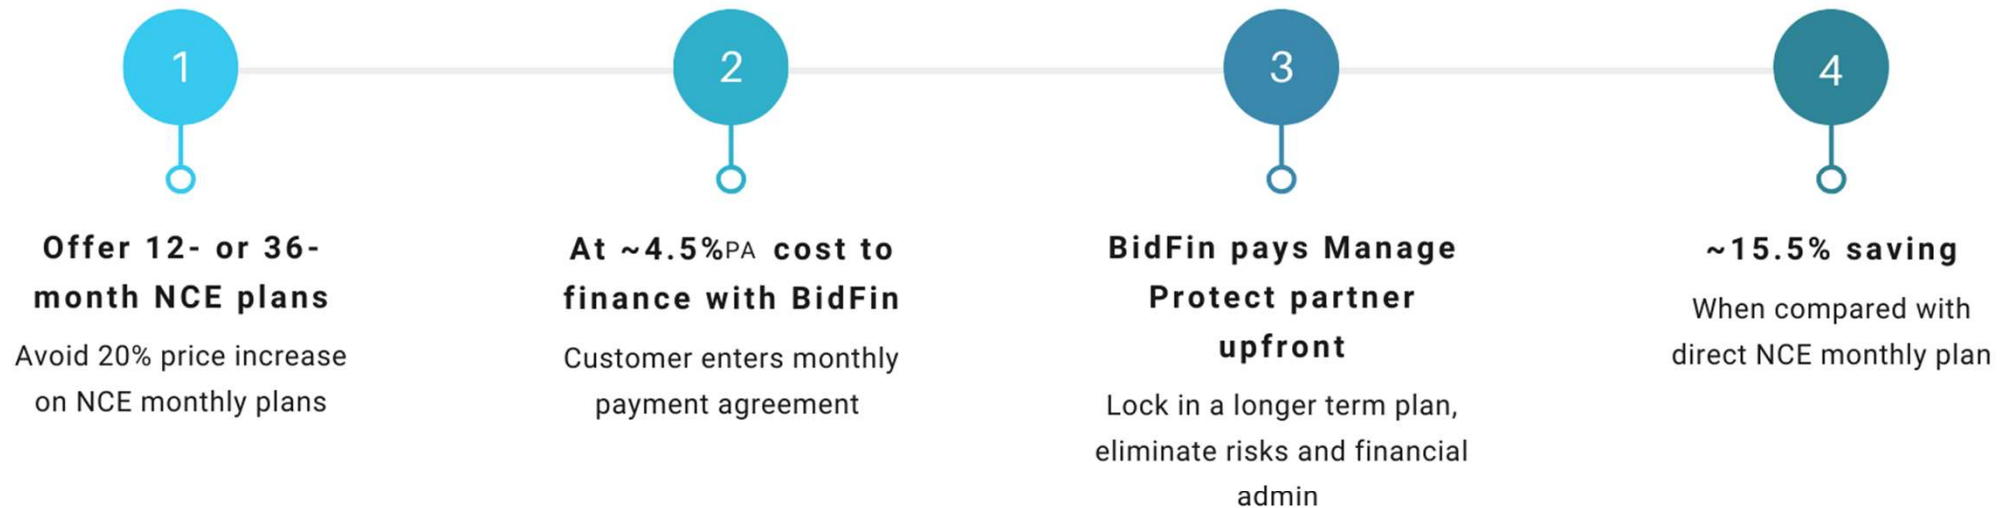 1
Offer 12- or 36-
month NCE plans
Avoid 20% price increase
on NCE monthly plans
2
At ~4.5%PA cost to
finance with BidFin
Customer enters monthly
payment agreement
3
BidFin pays Manage
Protect partner
upfront
Lock in a longer term plan,
eliminate risks and financial
admin
4
~15.5% saving
When compared with
direct NCE monthly plan